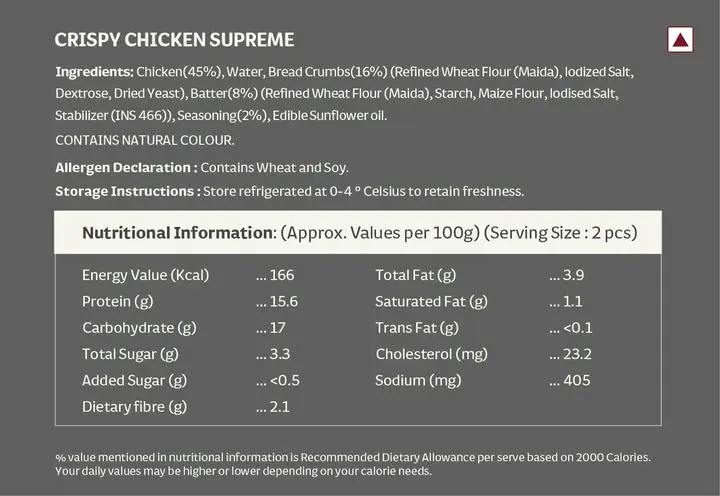 CRISPY CHICKEN SUPREME
Ingredients: Chicken(45%), Water, Bread Crumbs(16%) (Refined Wheat Flour (Maida), Iodized Salt,
Dextrose, Dried Yeast), Batter(8%) (Refined Wheat Flour (Maida), Starch, Maize Flour, Iodised Salt,
Stabilizer (INS 466)), Seasoning(2%), Edible Sunflower oil.
CONTAINS NATURAL COLOUR.
Allergen Declaration : Contains Wheat and Soy.
Storage Instructions : Store refrigerated at 0-4 ° Celsius to retain freshness.
Nutritional Information: (Approx. Values per 100g) (Serving Size : 2 pcs)
Energy Value (Kcal) ... 166 Total Fat (g) ... 3.9
Protein (g) ... 15.6 Saturated Fat (g) ... 1.1
Carbohydrate (g) ... 17 Trans Fat (g) ... <0.1
Total Sugar (g) ... 3.3 Cholesterol (mg) ... 23.2
Added Sugar (g) ... <0.5 Sodium (mg) ... 405
Dietary fibre (g) ... 2.1
% value mentioned in nutritional information is Recommended Dietary Allowance per serve based on 2000 Calories.
Your daily values may be higher or lower depending on your calorie needs.